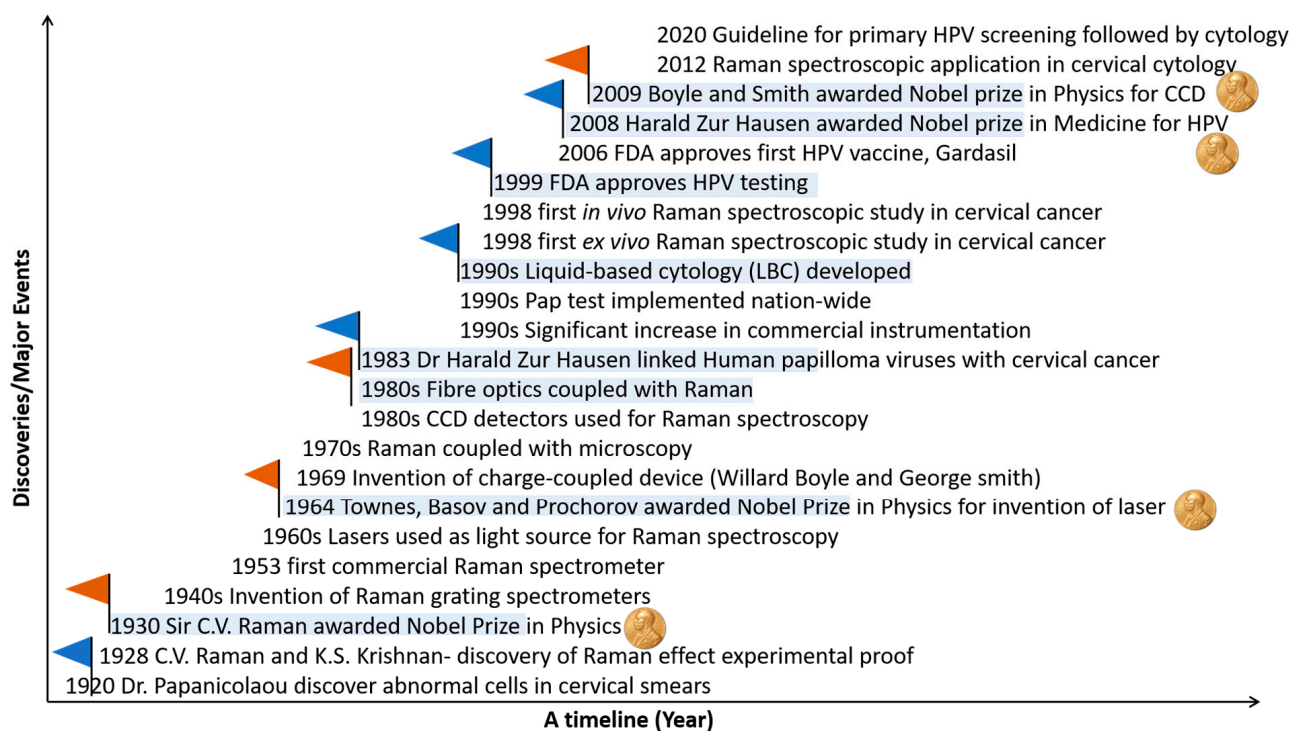 Discoveries/Major Events
2020 Guideline for primary HPV screening followed by cytology
2012 Raman spectroscopic application in cervical cytology
2009 Boyle and Smith awarded Nobel prize in Physics for CCD
2008 Harald Zur Hausen awarded Nobel prize in Medicine for HPV
2006 FDA approves first HPV vaccine, Gardasil
1999 FDA approves HPV testing
1998 first in vivo Raman spectroscopic study in cervical cancer
1998 first ex vivo Raman spectroscopic study in cervical cancer
1990s Liquid-based cytology (LBC) developed
1990s Pap test implemented nation-wide
1990s Significant increase in commercial instrumentation
1983 Dr Harald Zur Hausen linked Human papilloma viruses with cervical cancer
1980s Fibre optics coupled with Raman
1980s CCD detectors used for Raman spectroscopy
1970s Raman coupled with microscopy
1969 Invention of charge-coupled device (Willard Boyle and George smith)
1964 Townes, Basov and Prochorov awarded Nobel Prize in Physics for invention of laser
1960s Lasers used as light source for Raman spectroscopy
1953 first commercial Raman spectrometer
1940s Invention of Raman grating spectrometers
1930 Sir C.V. Raman awarded Nobel Prize in Physics
1928 C.V. Raman and K.S. Krishnan- discovery of Raman effect experimental proof
1920 Dr. Papanicolaou discover abnormal cells in cervical smears
A timeline (Year)